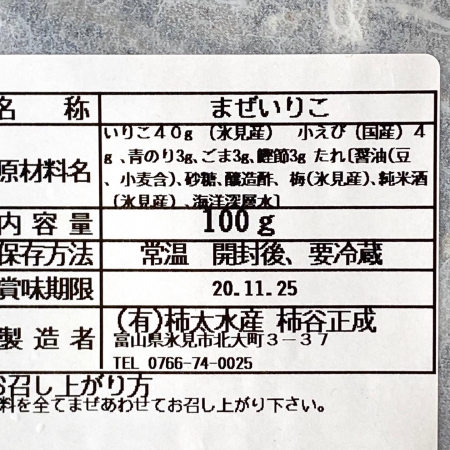 名 称 まぜいりこ
原材料名 いりこ40g (氷見産) 小えび(国産)4
g、青のり3g、ごま3g、鰹節3g たれ[醤油(豆
、小麦含)、砂糖、醸造酢、梅(氷見産)、純米酒
(氷見産)、海洋深層水]
内容量 100g
保存方法 常温 開封後、要冷蔵
賞味期限 20.11.25
製造者 (有)柿太水産 柿谷正成
富山県氷見市北大町3-37
TEL 0766-74-0025
お召し上がり方
料を全てまぜあわせてお召し上がり下さい。